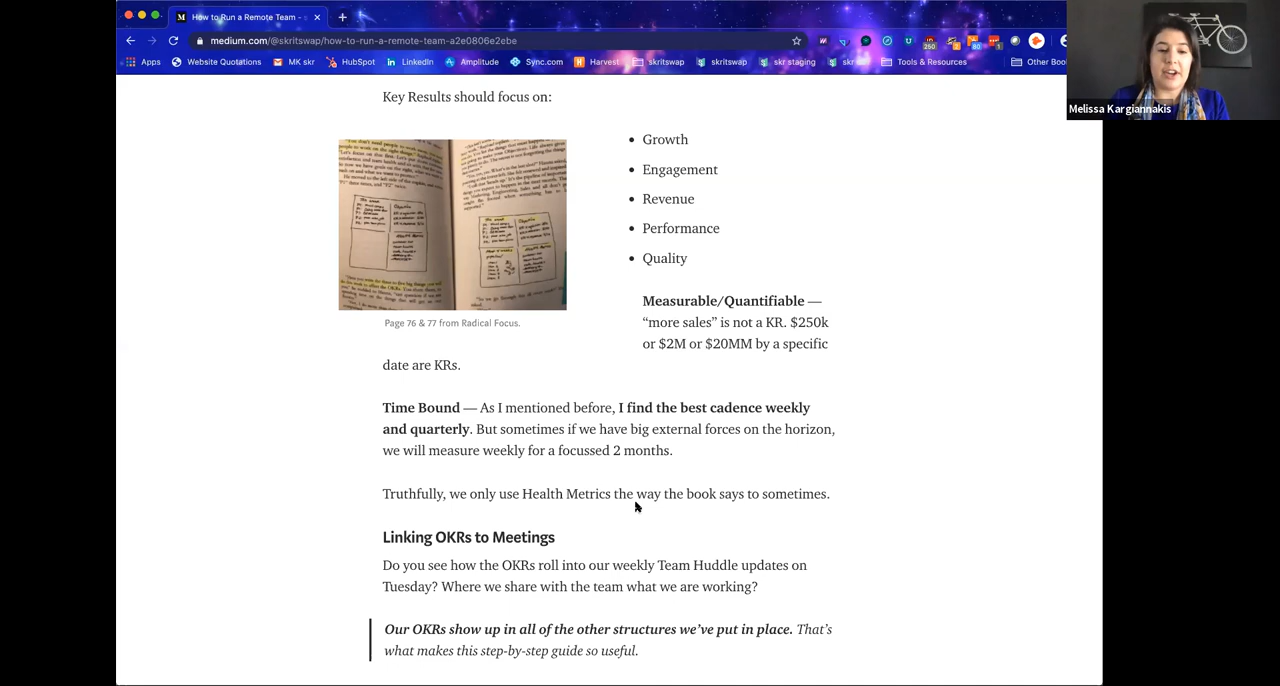 How to Run a Remote Team -
medium.com/@skritswap/how-to-run-a-remote-team-a2e0806e2ebe
Apps Website Quotations MK skr HubSpot LinkedIn Amplitude Sync.com Harvest skritswap skritswap skr staging skr Tools & Resources Other Boo
Melissa Kargiannakis
Key Results should focus on:
• Growth
• Engagement
• Revenue
• Performance
• Quality
Page 76 & 77 from Radical Focus.
Measurable/Quantifiable —
“more sales” is not a KR. $250k
or $2M or $20MM by a specific
date are KRs.
Time Bound — As I mentioned before, I find the best cadence weekly
and quarterly. But sometimes if we have big external forces on the horizon,
we will measure weekly for a focussed 2 months.
Truthfully, we only use Health Metrics the way the book says to sometimes.
Linking OKRs to Meetings
Do you see how the OKRs roll into our weekly Team Huddle updates on
Tuesday? Where we share with the team what we are working?
Our OKRs show up in all of the other structures we’ve put in place. That’s
what makes this step-by-step guide so useful.